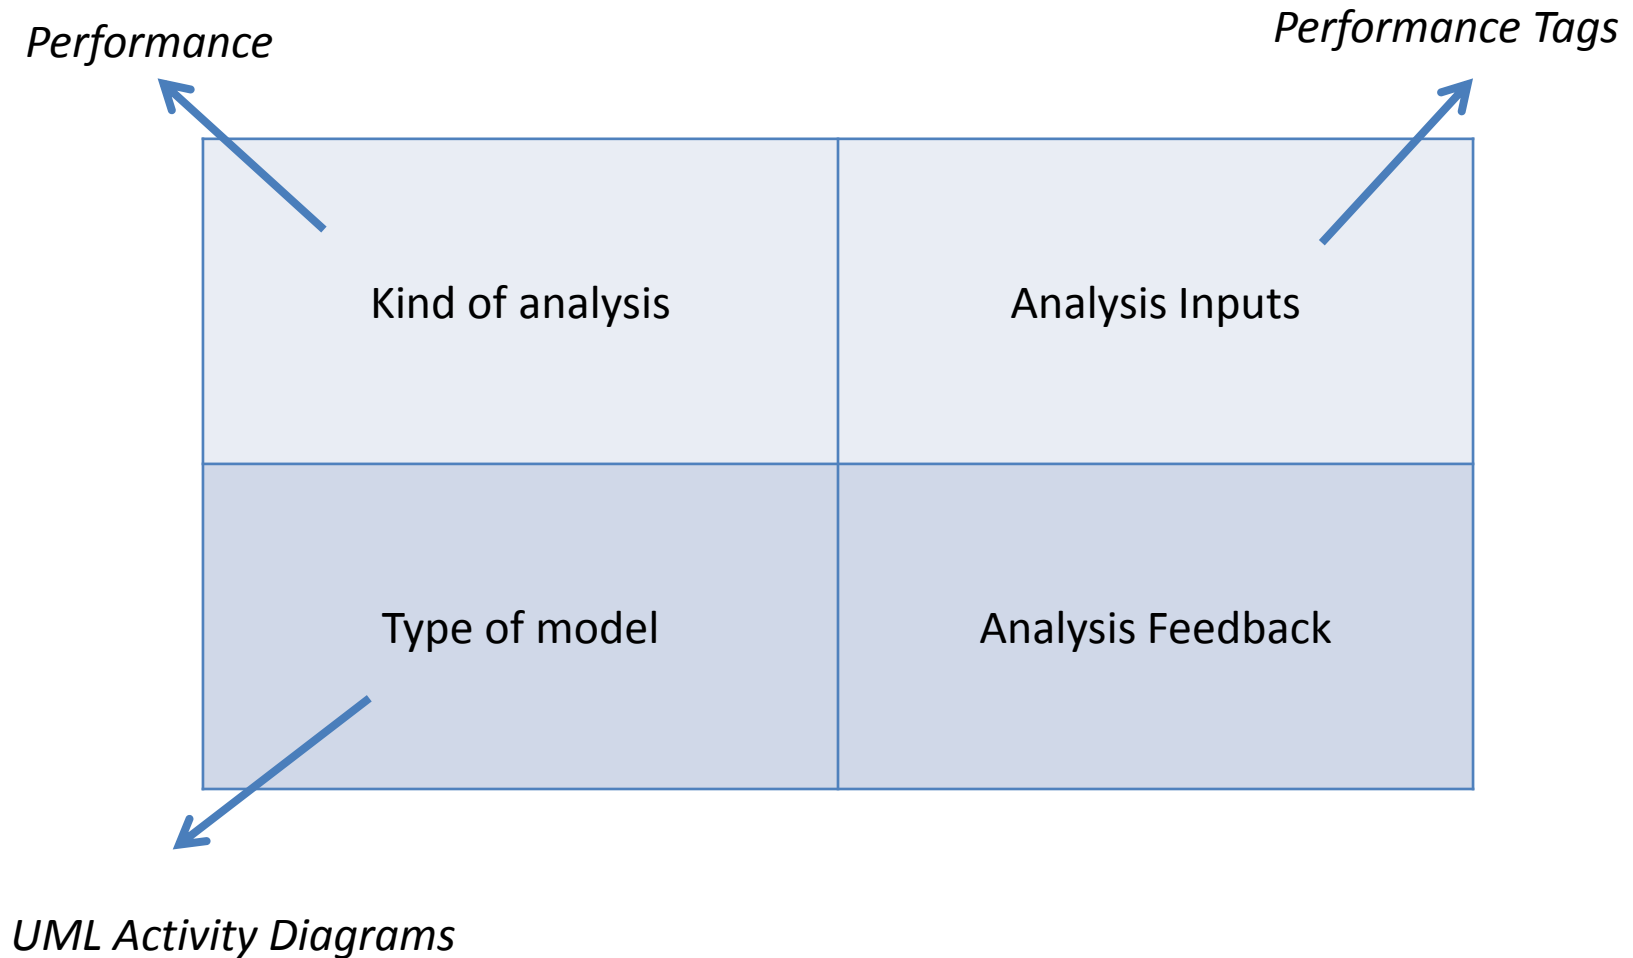 Performance
Performance Tags
Kind of analysis
Analysis Inputs
Type of model
Analysis Feedback
UML Activity Diagrams